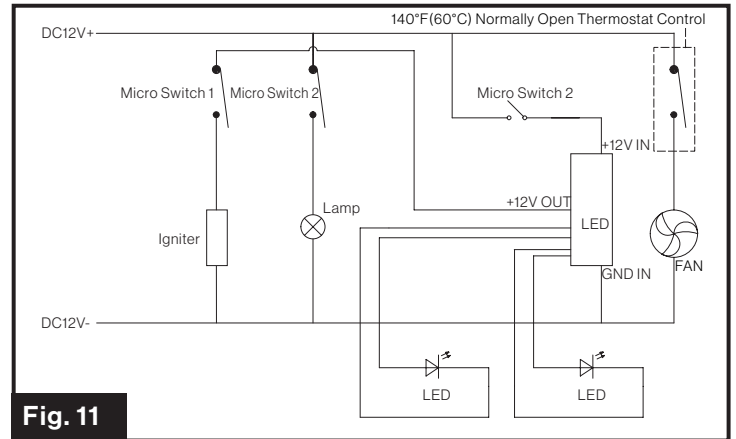 140°F(60°C) Normally Open Thermostat Control
DC12V+
Micro Switch 1
Micro Switch 2
Micro Switch 2
+12V IN
+12V OUT
LED
Lamp
Igniter
FAN
GND IN
DC12V-
LED
LED
Fig. 11